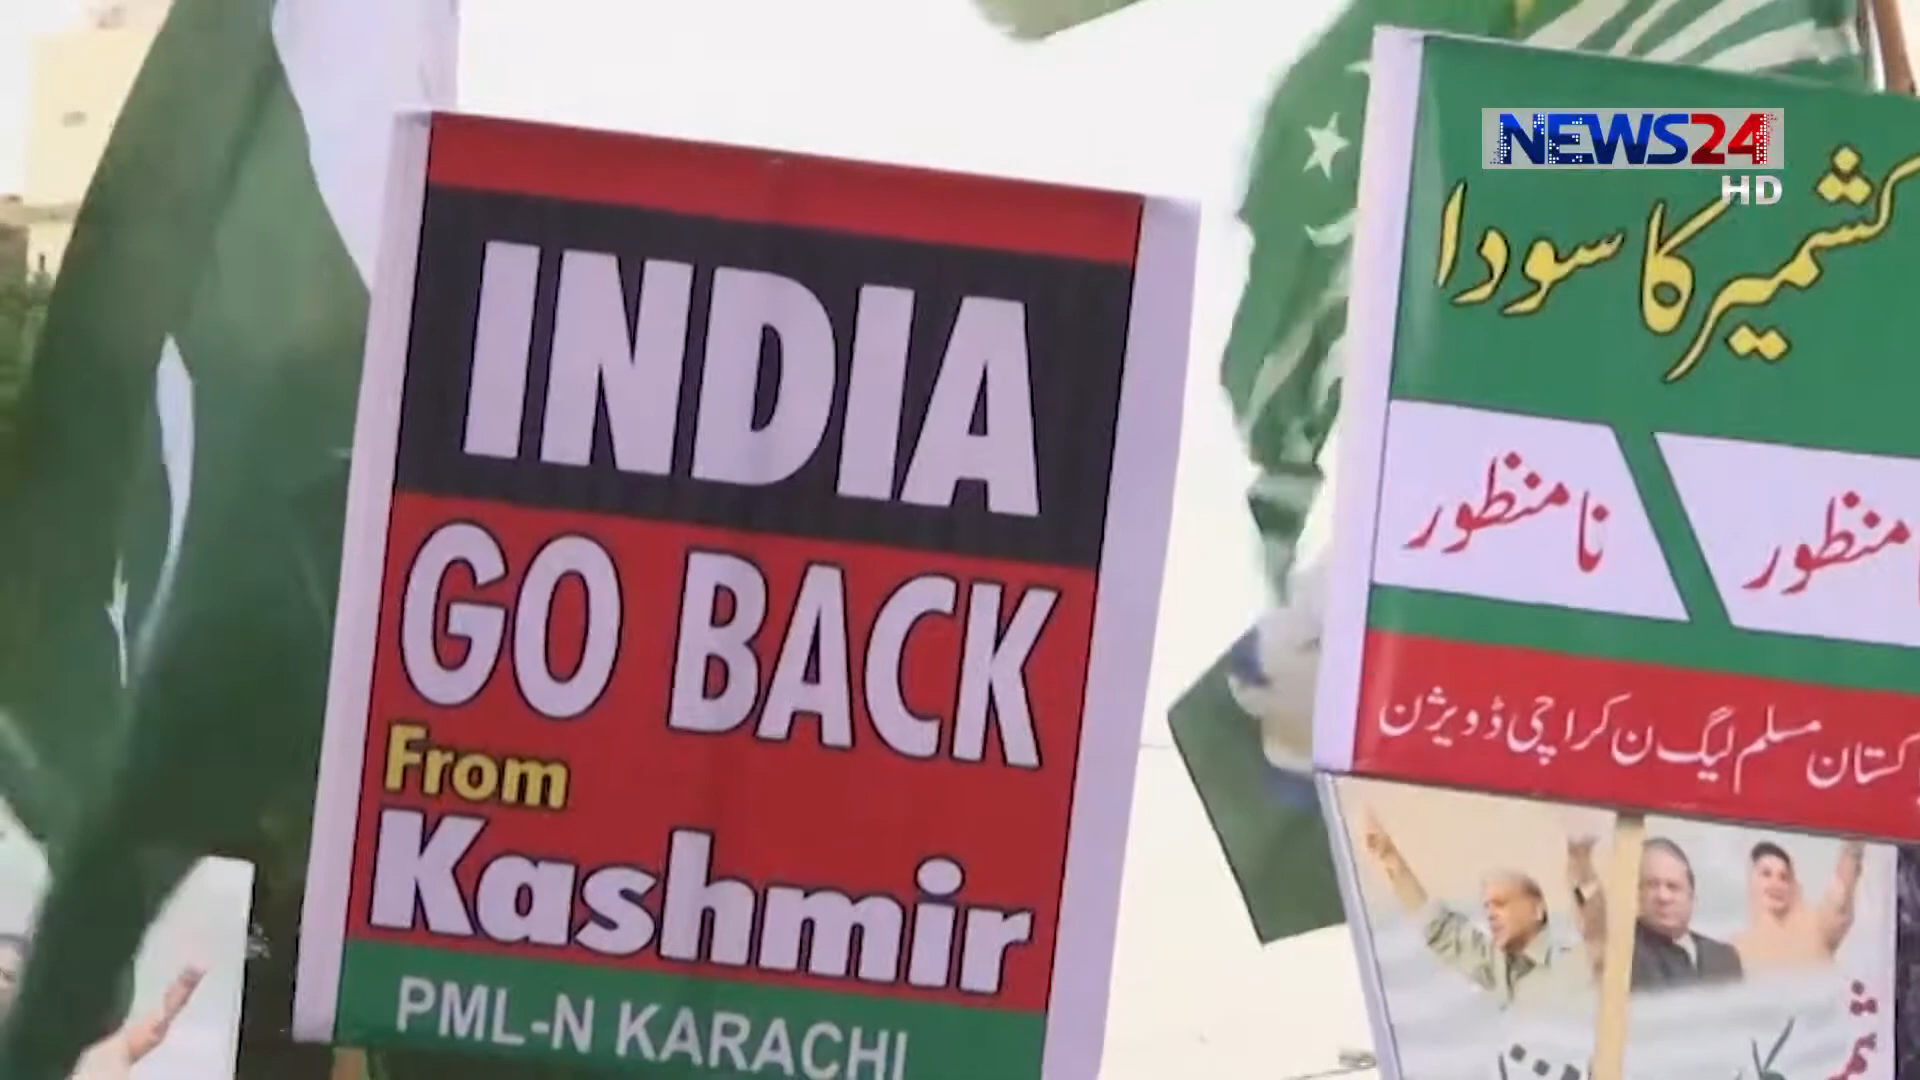 INDIA
GO BACK
From
Kashmir
PML-N KARACHI
NEWS24
HD
کشمیر کا سودا
نامنظور
منظور
کستان مسلم لیگ ن کراچی ڈویژن